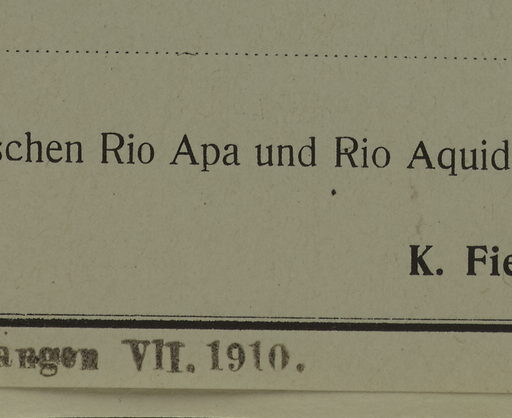 schen Rio Apa und Rio Aquid
K. Fie
angen VII. 1910.